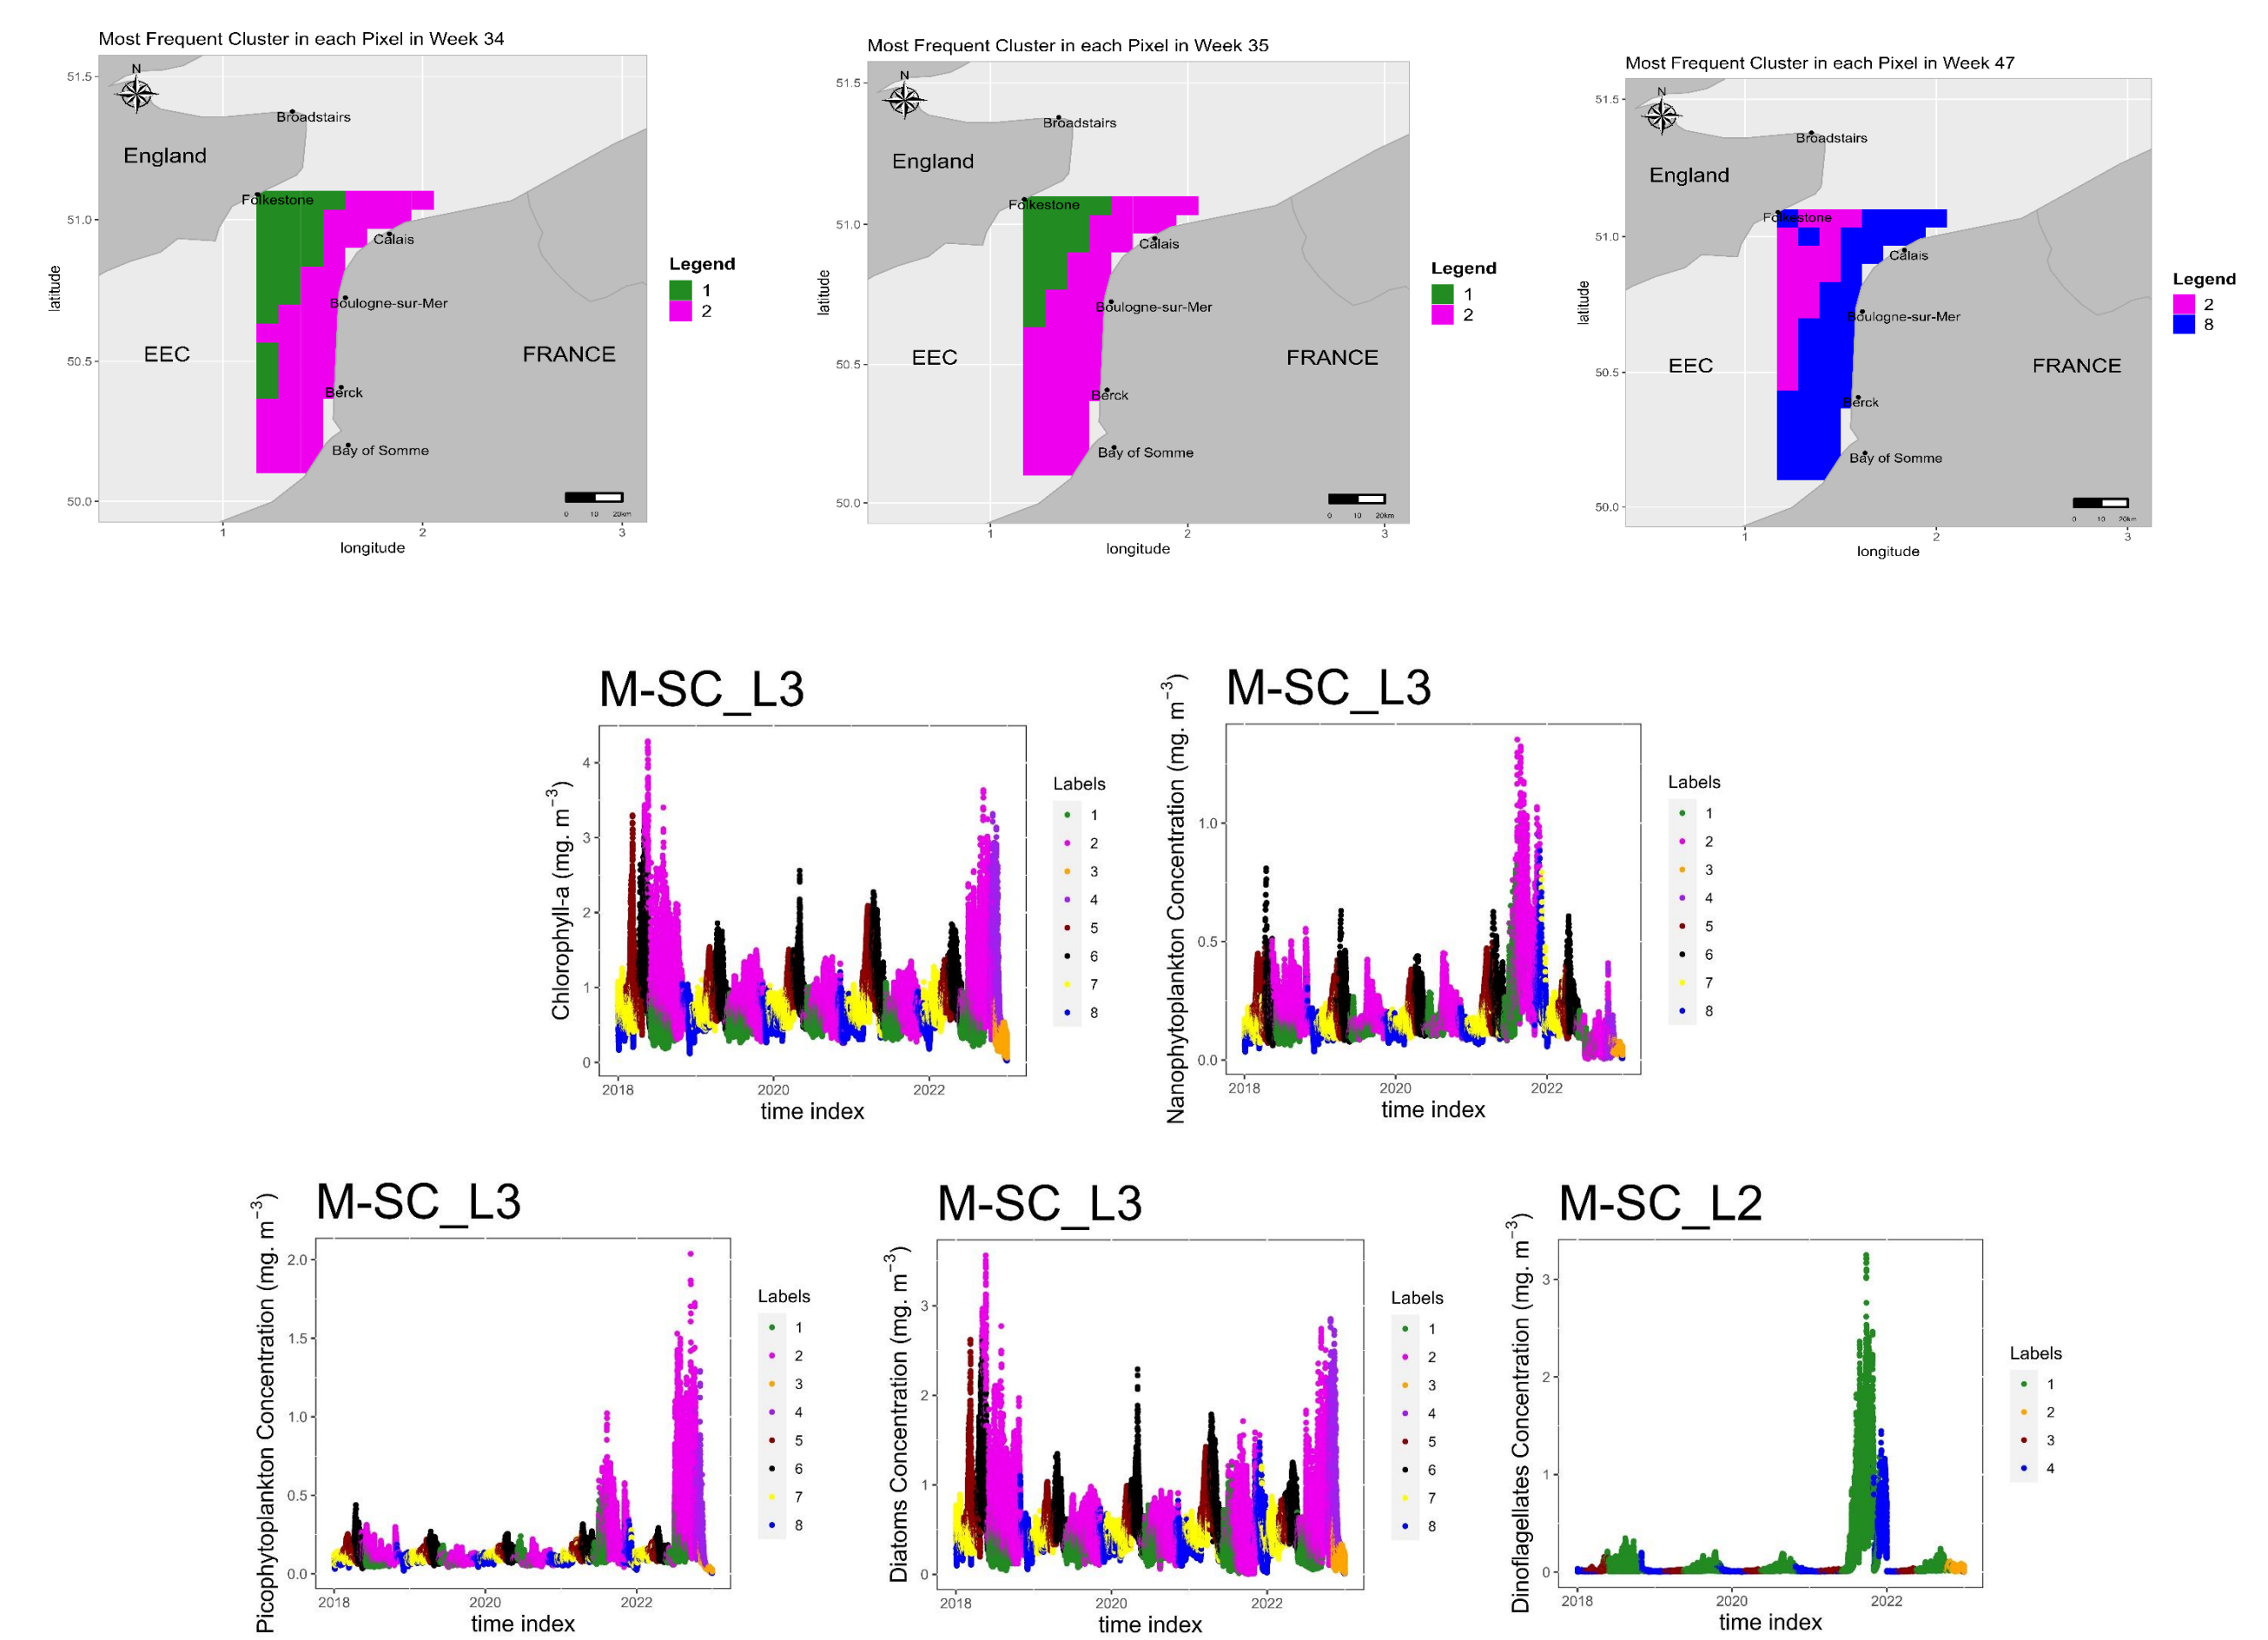 Most Frequent Cluster in each Pixel in Week 34
N
51.5
51.0
50.5
50.0
latitude
Broadstairs
England
Folkestone
Calais
Boulogne-sur-Mer
EEC
FRANCE
Berck
Bay of Somme
0 10 20km
1 2 3
longitude
Legend
1
2
Most Frequent Cluster in each Pixel in Week 35
N
51.5
51.0
50.5
50.0
latitude
Broadstairs
England
Folkestone
Calais
Boulogne-sur-Mer
EEC
FRANCE
Berck
Bay of Somme
0 10 20km
1 2 3
longitude
Legend
1
2
Most Frequent Cluster in each Pixel in Week 47
N
51.5
51.0
50.5
50.0
latitude
Broadstairs
England
Folkestone
Calais
Boulogne-sur-Mer
EEC
FRANCE
Berck
Bay of Somme
0 10 20km
1 2 3
longitude
Legend
2
8
M-SC_L3
Chlorophyll-a (mg. m⁻³)
4
3
2
1
0
2018 2020 2022
time index
Labels
1
2
3
4
5
6
7
8
M-SC_L3
Nanophytoplankton Concentration (mg. m⁻³)
1.0
0.5
0.0
2018 2020 2022
time index
Labels
1
2
3
4
5
6
7
8
M-SC_L3
Picophytoplankton Concentration (mg. m⁻³)
2.0
1.5
1.0
0.5
0.0
2018 2020 2022
time index
Labels
1
2
3
4
5
6
7
8
M-SC_L3
Diatoms Concentration (mg. m⁻³)
3
2
1
0
2018 2020 2022
time index
Labels
1
2
3
4
5
6
7
8
M-SC_L2
Dinoflagellates Concentration (mg. m⁻³)
3
2
1
0
2018 2020 2022
time index
Labels
1
2
3
4